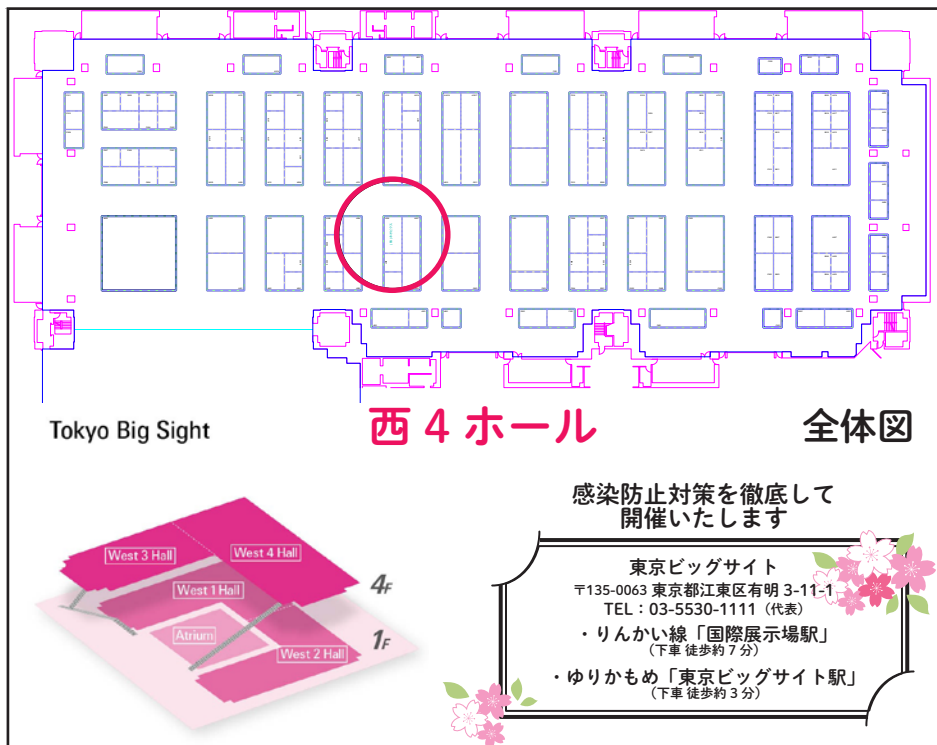 Tokyo Big Sight
西4ホール
全体図
West 3 Hall
West 4 Hall
West 1 Hall
4F
Atrium
West 2 Hall
1F
感染防止対策を徹底して
開催いたします
東京ビッグサイト
〒135-0063 東京都江東区有明 3-11-1
TEL：03-5530-1111（代表）
・りんかい線「国際展示場駅」
（下車 徒歩約7分）
・ゆりかもめ「東京ビッグサイト駅」
（下車 徒歩約3分）